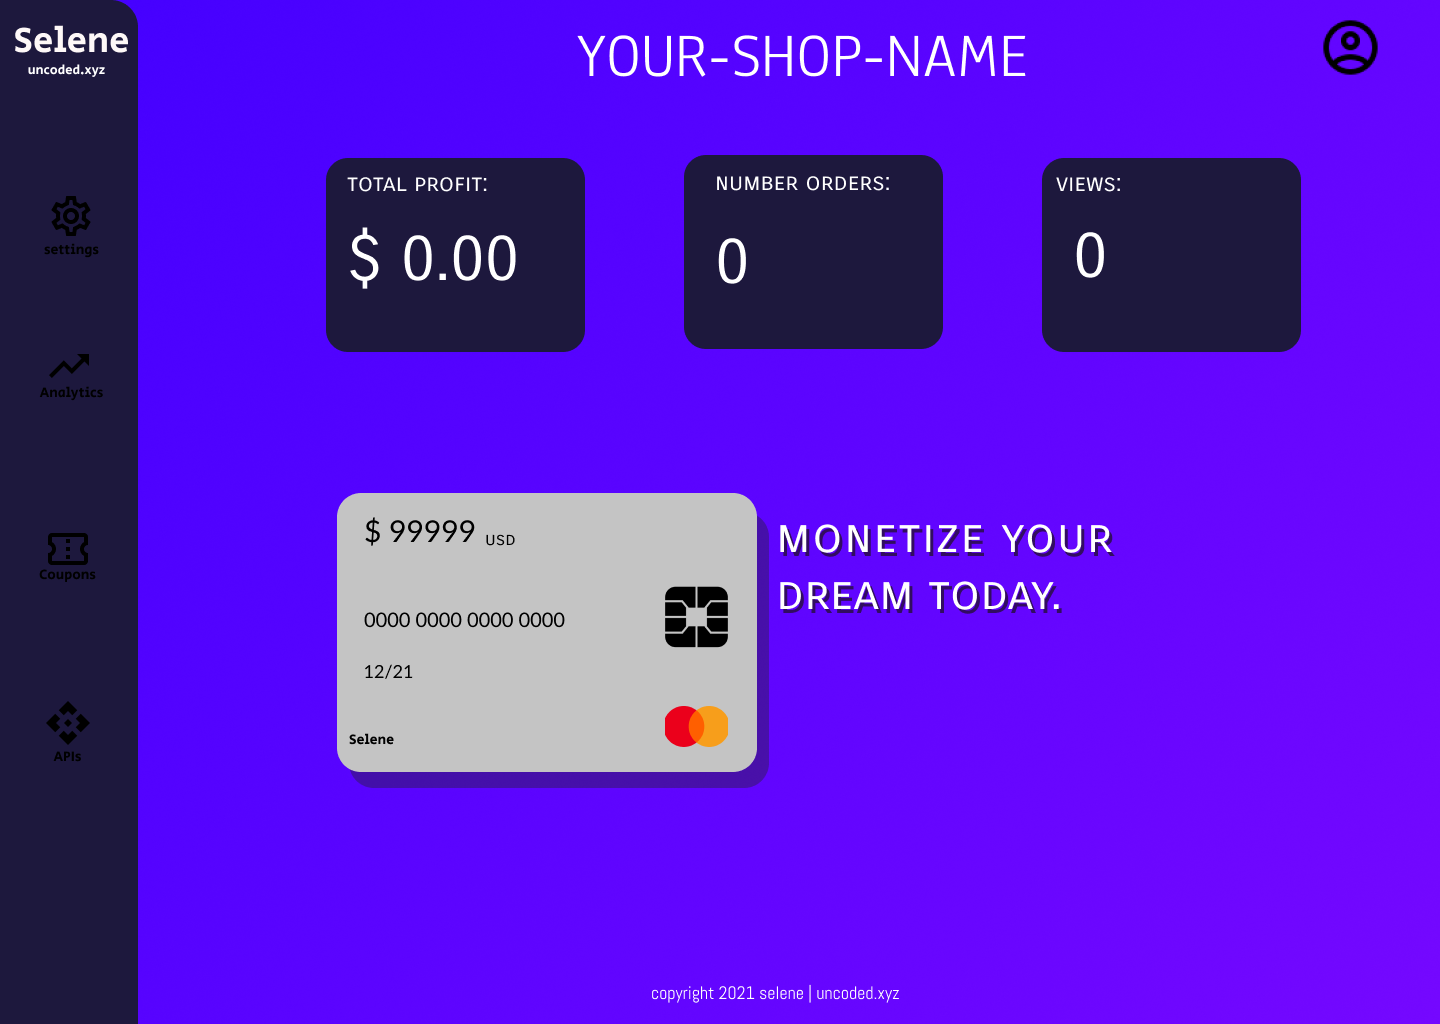 Selene
uncoded.xyz
YOUR-SHOP-NAME
settings
Analytics
Coupons
APIs
TOTAL PROFIT:
$ 0.00
NUMBER ORDERS:
0
VIEWS:
0
$ 99999 USD
0000 0000 0000 0000
12/21
Selene
MONETIZE YOUR
DREAM TODAY.
copyright 2021 selene | uncoded.xyz